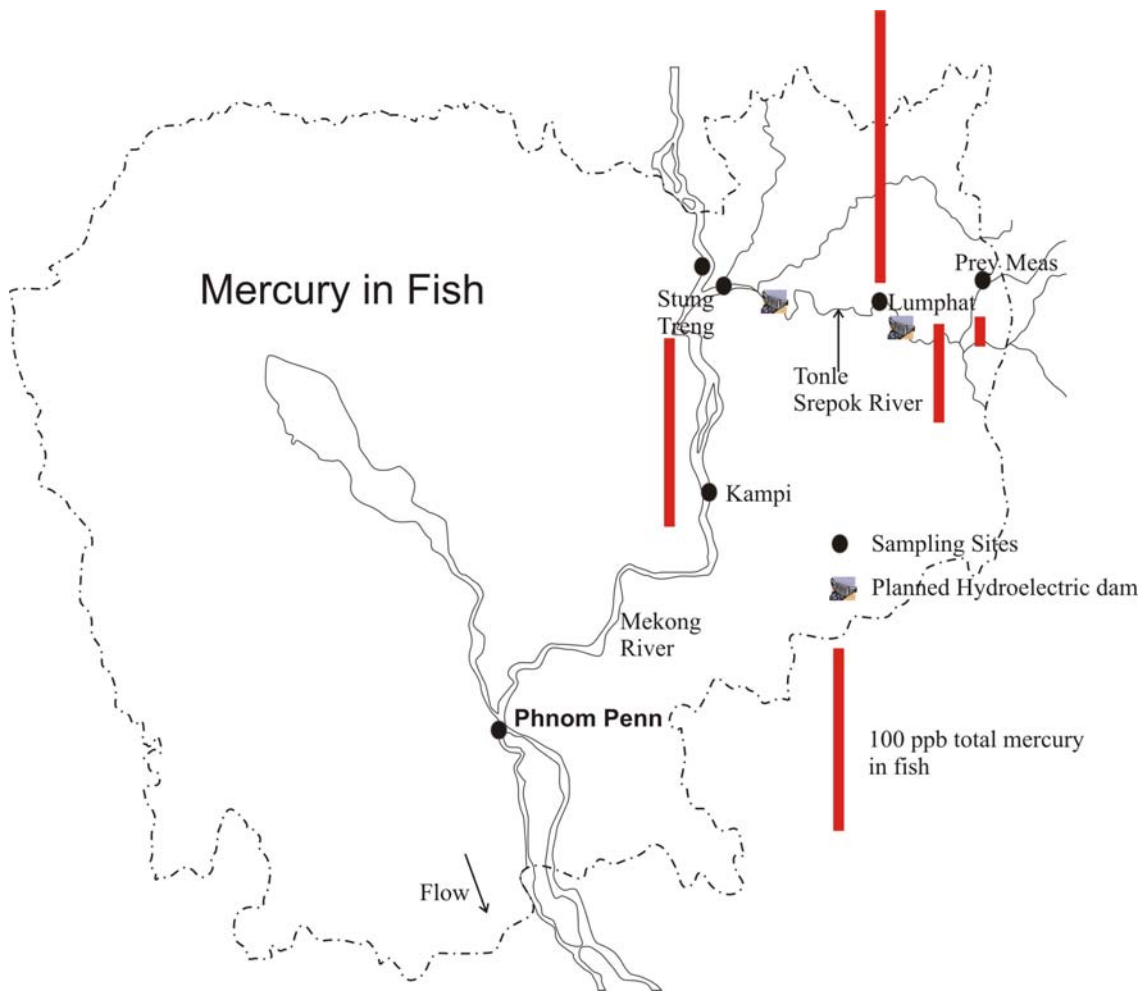 Mercury in Fish
Prey Meas
Stung
Treng
Lumphat
Tonle
Srepok River
Kampi
Sampling Sites
Planned Hydroelectric dam
Mekong
River
Phnom Penn
100 ppb total mercury
in fish
Flow